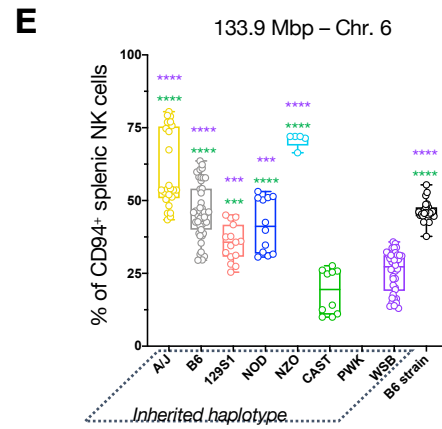 E
133.9 Mbp – Chr. 6
% of CD94+ splenic NK cells
100
75
50
25
0
****
****
****
****
***
***
***
****
****
****
****
****
A/J
B6
129S1
NOD
NZO
CAST
PWK
WSB
B6 strain
Inherited haplotype